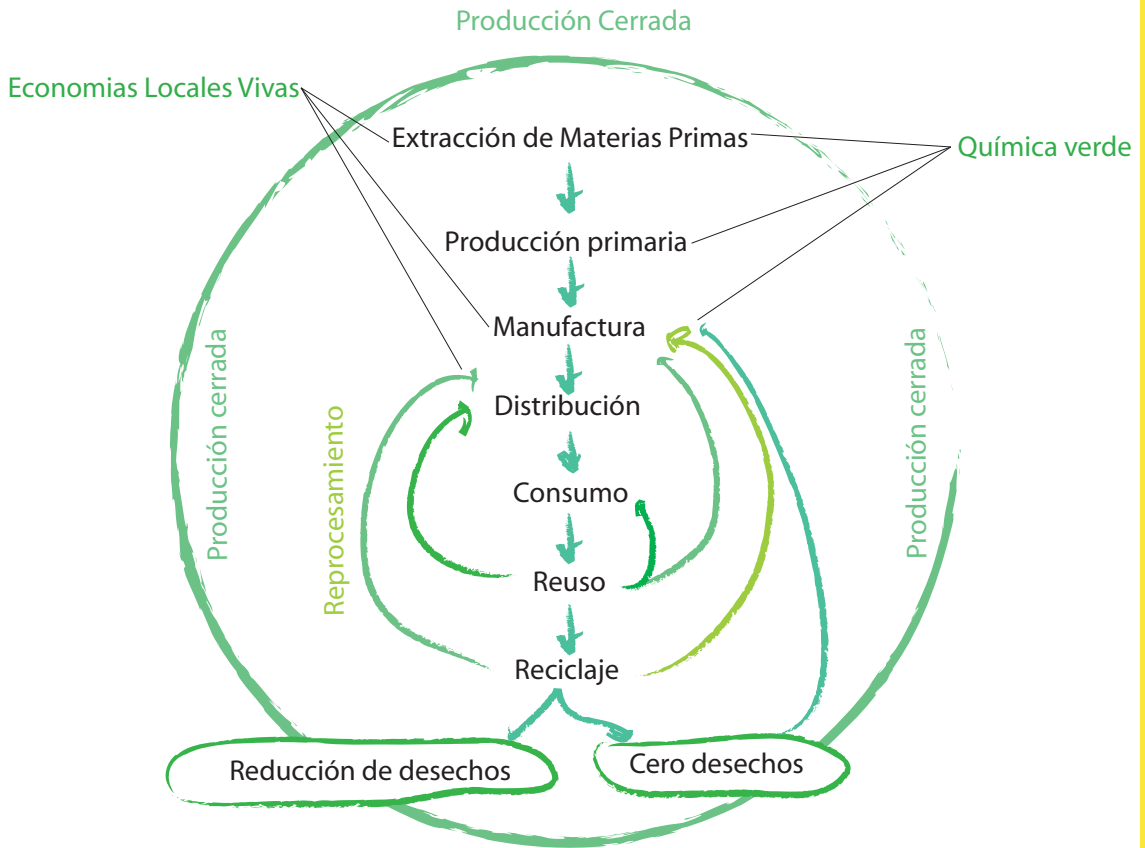 Producción Cerrada
Economias Locales Vivas
Extracción de Materias Primas
Química verde
Producción primaria
Manufactura
Producción cerrada
Reprocesamiento
Distribución
Producción cerrada
Consumo
Reuso
Reciclaje
Reducción de desechos
Cero desechos